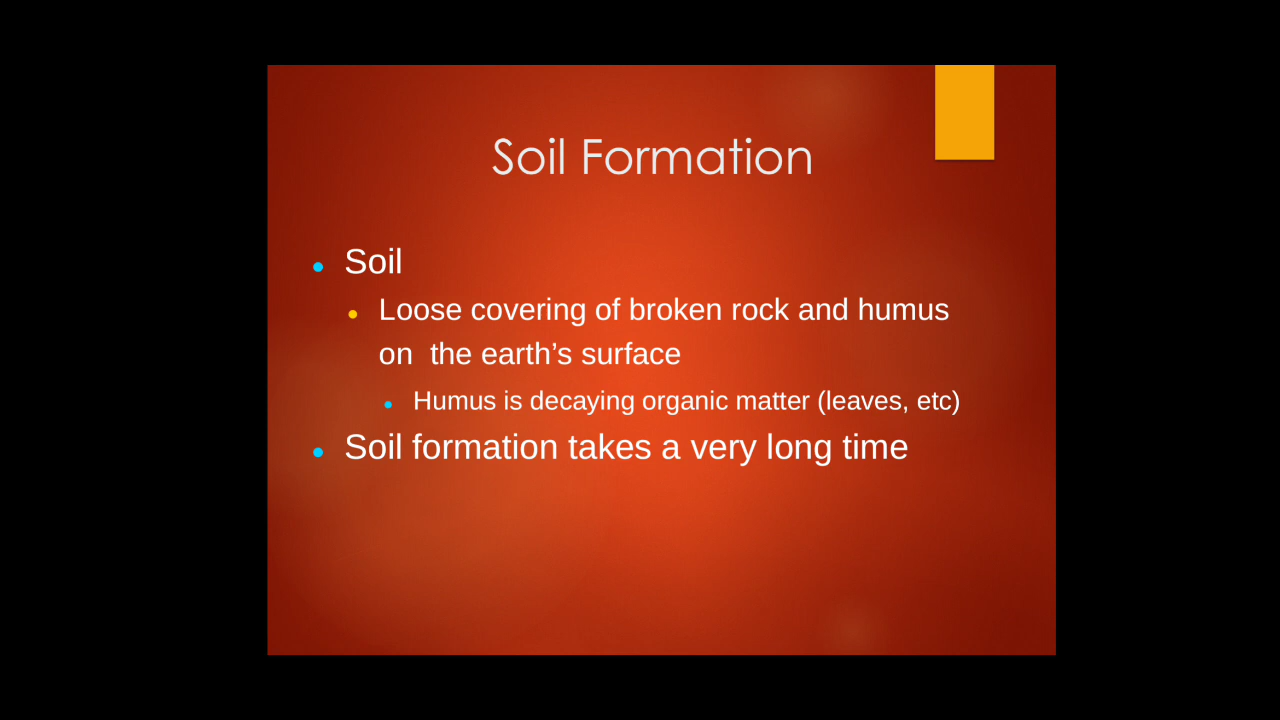 Soil Formation
Soil
Loose covering of broken rock and humus
on  the earth’s surface
Humus is decaying organic matter (leaves, etc)
Soil formation takes a very long time